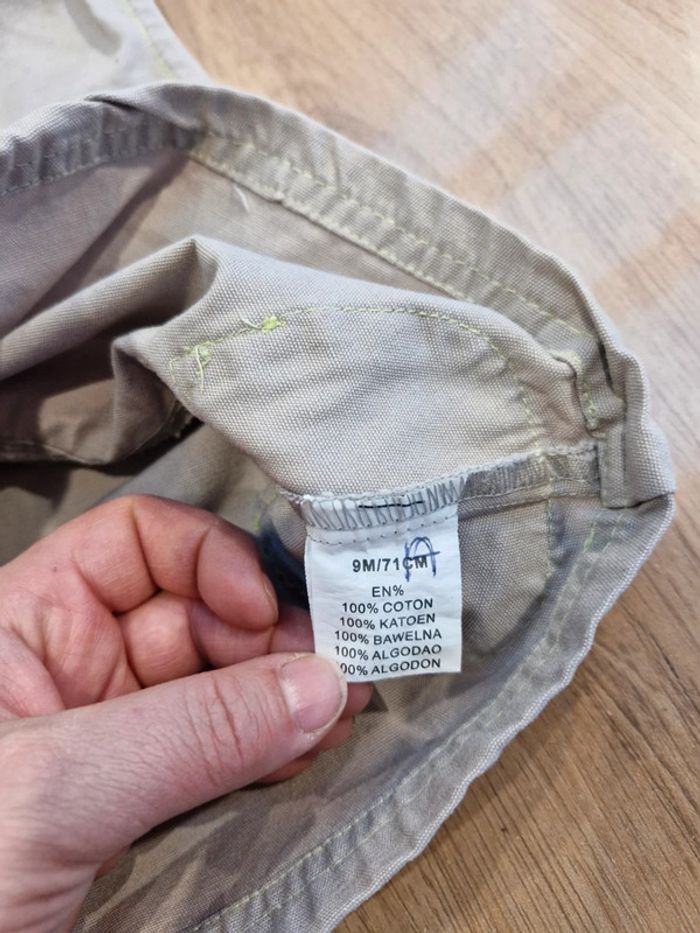 9M/71CM
A
EN%
100% COTON
100% KATOEN
100% BAWELNA
100% ALGODAO
00% ALGODON